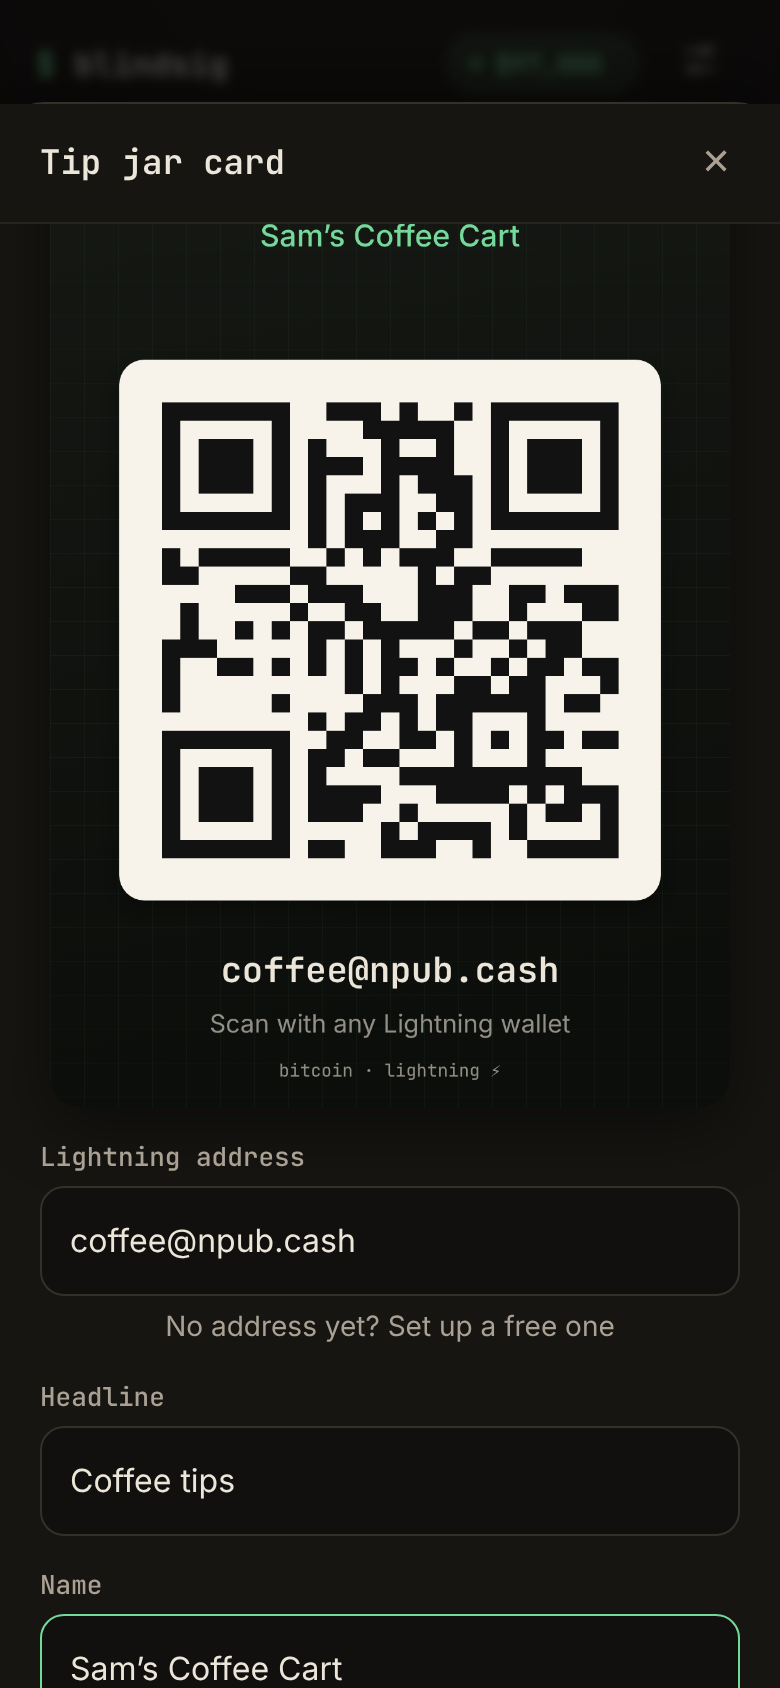 $ blindsig
Tip jar card
Sam’s Coffee Cart
coffee@npub.cash
Scan with any Lightning wallet
bitcoin · lightning ⚡
Lightning address
coffee@npub.cash
No address yet? Set up a free one
Headline
Coffee tips
Name
Sam’s Coffee Cart